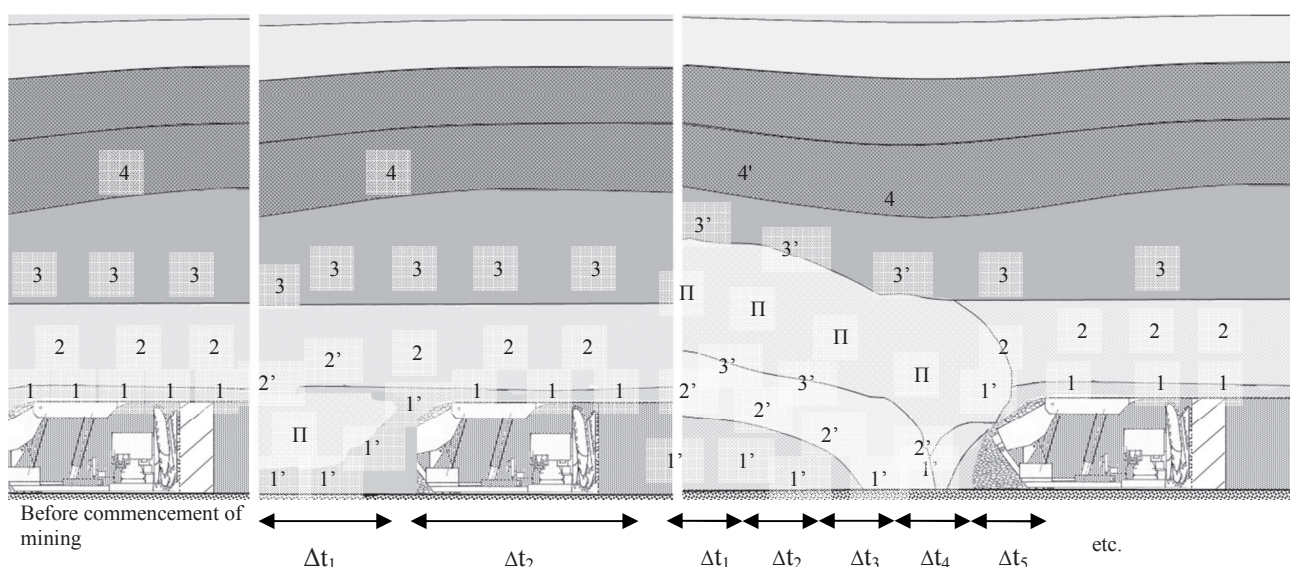 4 4 4' 4
3' 3'
3 3 3 3 3 3 3 3 3' 3 3
Π Π
2 2 2 2' 2 2 2 Π 2 2 2 2
3' Π
2' 3' 1'
1 1 1 1 1 1' 1 1 1 1 2' 1 1 1
Π 2' 2' 2'
1' 1' 1' 1'
1' 1' 1' 1'
Before commencement of
mining
Δt₁ Δt₂ Δt₁ Δt₂ Δt₃ Δt₄ Δt₅ etc.